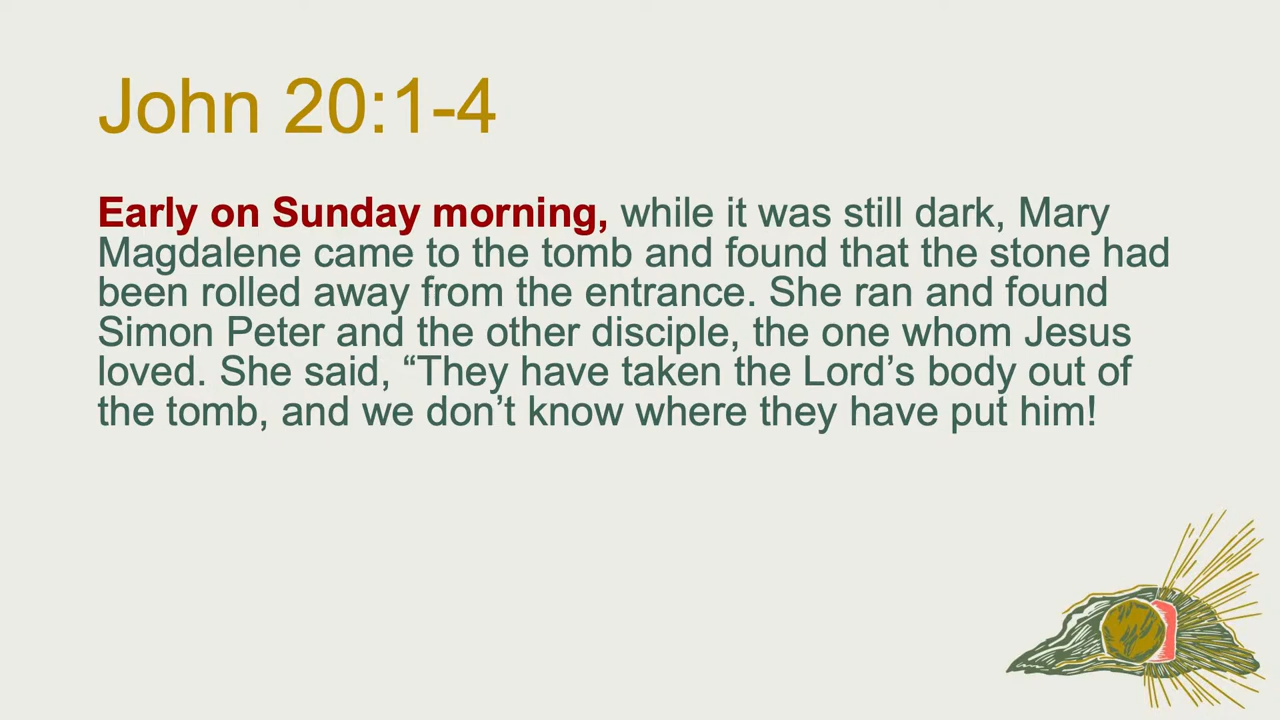 John 20:1-4
Early on Sunday morning, while it was still dark, Mary
Magdalene came to the tomb and found that the stone had
been rolled away from the entrance. She ran and found
Simon Peter and the other disciple, the one whom Jesus
loved. She said, “They have taken the Lord’s body out of
the tomb, and we don’t know where they have put him!